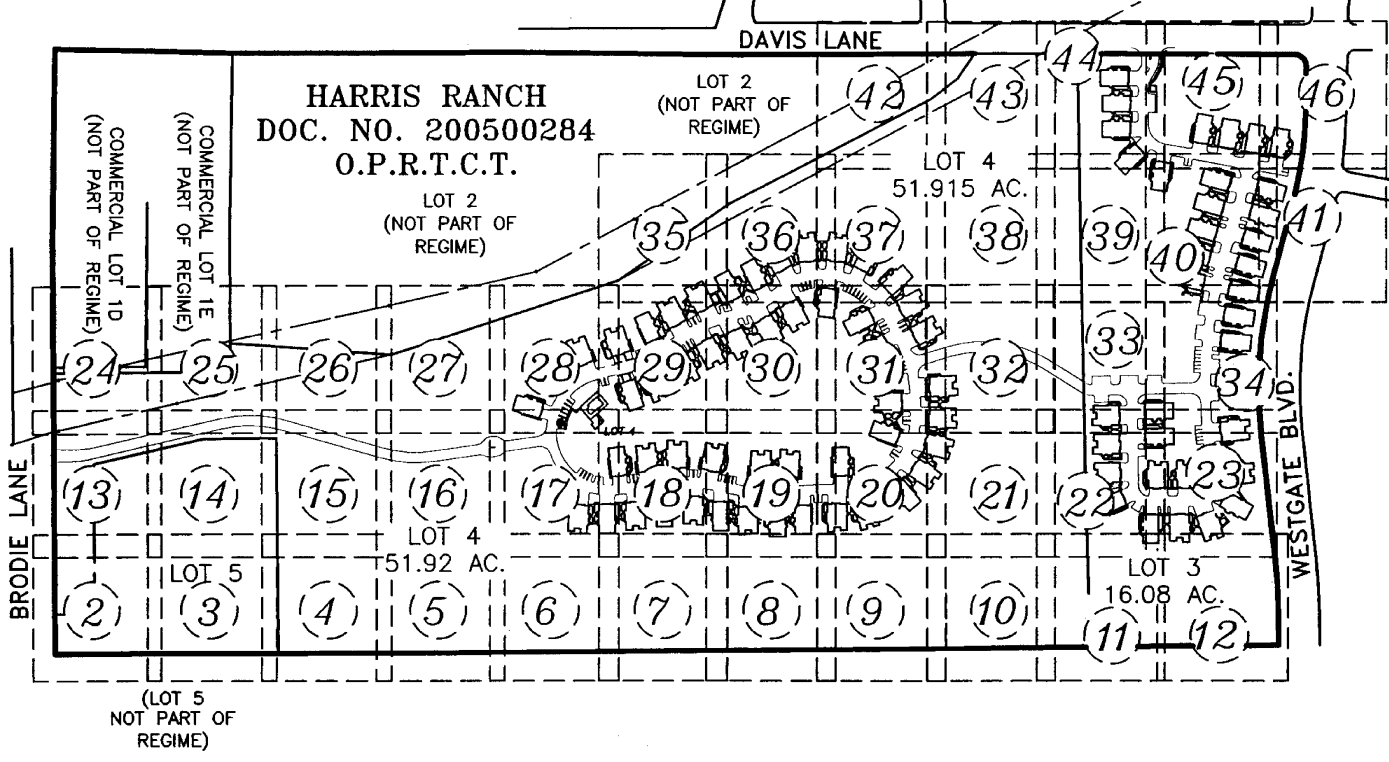 DAVIS LANE
44
42
43
45
46
HARRIS RANCH
DOC. NO. 200500284
O.P.R.T.C.T.
LOT 2
(NOT PART OF
REGIME)
LOT 2
(NOT PART OF
REGIME)
COMMERCIAL LOT 1D
(NOT PART OF REGIME)
COMMERCIAL LOT 1E
(NOT PART OF REGIME)
LOT 4
51.915 AC.
35
36
37
38
39
40
41
24
25
26
27
28
29
30
31
32
33
34
LOT 4
BRODIE LANE
13
14
15
16
17
18
19
20
21
22
23
WESTGATE BLVD.
LOT 4
51.92 AC.
LOT 5
LOT 3
16.08 AC.
2
3
4
5
6
7
8
9
10
11
12
(LOT 5
NOT PART OF
REGIME)